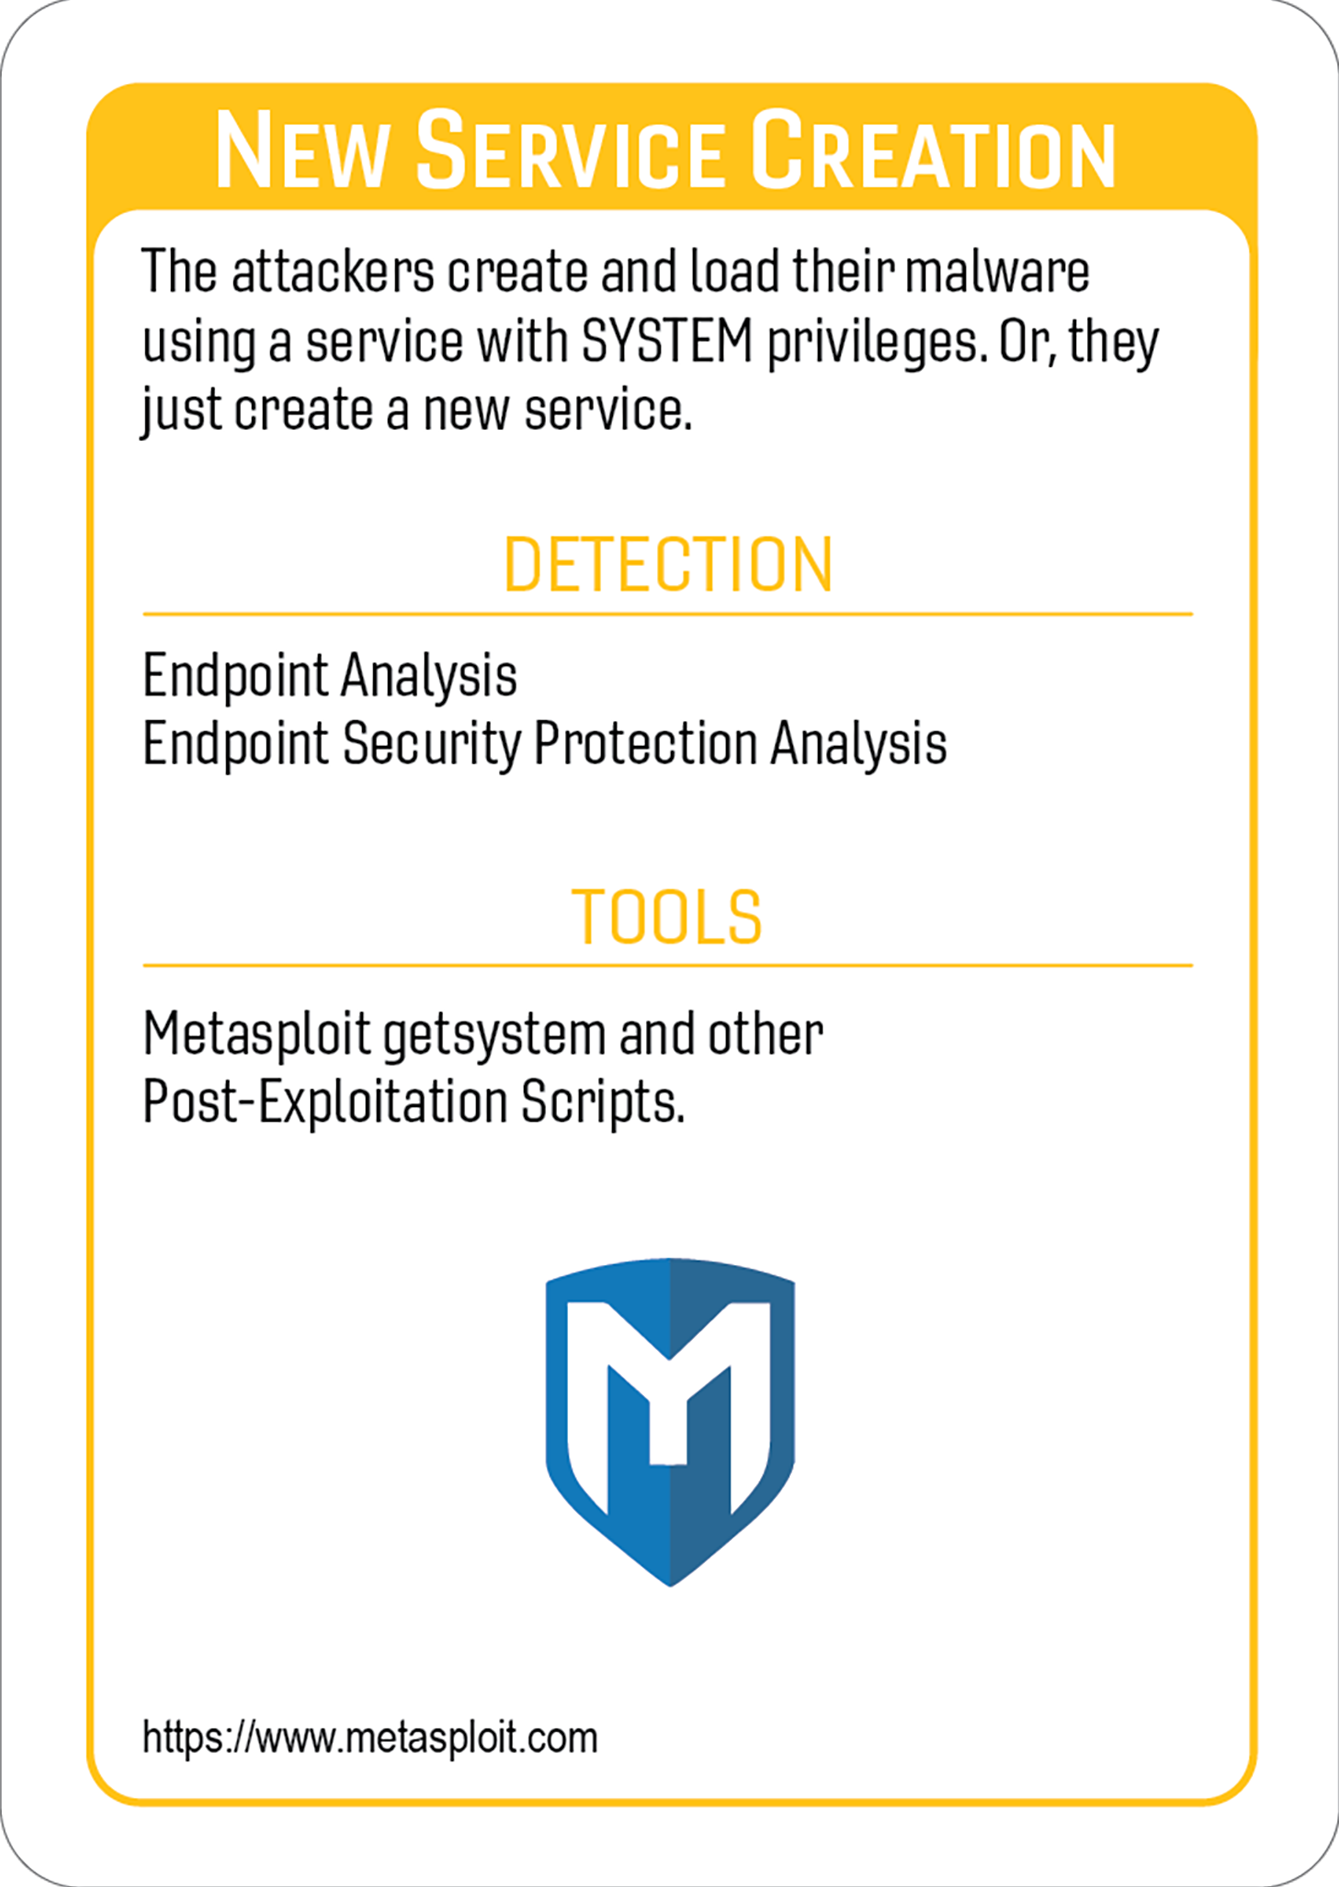 New Service Creation
The attackers create and load their malware
using a service with SYSTEM privileges. Or, they
just create a new service.
DETECTION
Endpoint Analysis
Endpoint Security Protection Analysis
TOOLS
Metasploit getsystem and other
Post-Exploitation Scripts.
M
https://www.metasploit.com